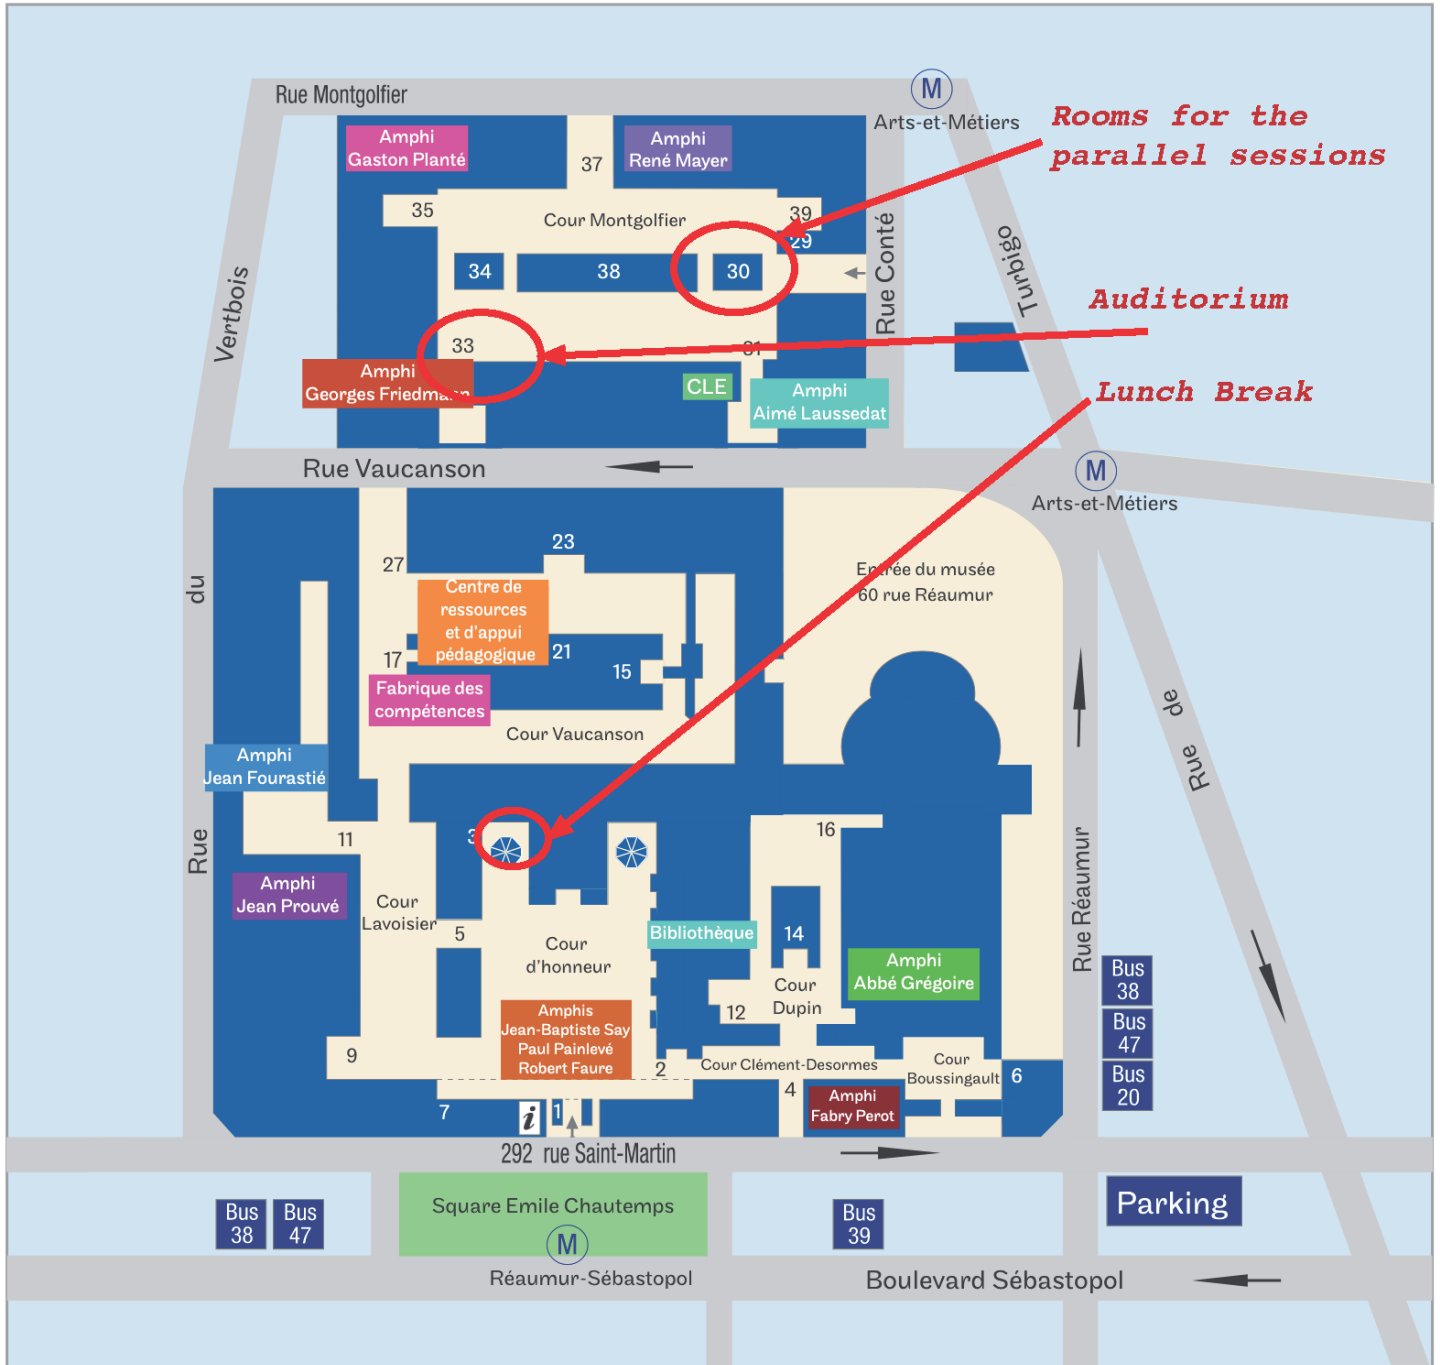 Rue Montgolfier
M
Arts-et-Métiers
Rooms for the
parallel sessions
Amphi
Gaston Planté
Amphi
René Mayer
37
35
Cour Montgolfier
39
29
34
38
30
Rue Conté
Turbigo
Vertbois
Auditorium
33
31
Amphi
Georges Friedmann
CLE
Amphi
Aimé Laussedat
Lunch Break
Rue Vaucanson
M
Arts-et-Métiers
23
27
Entrée du musée
60 rue Réaumur
du
Centre de
ressources
et d'appui
pédagogique
21
17
15
Fabrique des
compétences
Cour Vaucanson
Rue de
Amphi
Jean Fourastié
3
16
11
Rue
Amphi
Jean Prouvé
Cour
Lavoisier
5
Cour
d'honneur
Bibliothèque
14
Rue Réaumur
Amphi
Abbé Grégoire
Bus
38
Cour
Dupin
12
Amphis
Jean-Baptiste Say
Paul Painlevé
Robert Faure
Bus
47
9
2
Cour Clément-Desormes
Cour
Boussingault
6
Bus
20
4
Amphi
Fabry Perot
7
i
1
292 rue Saint-Martin
Square Emile Chautemps
M
Réaumur-Sébastopol
Bus
38
Bus
47
Bus
39
Parking
Boulevard Sébastopol